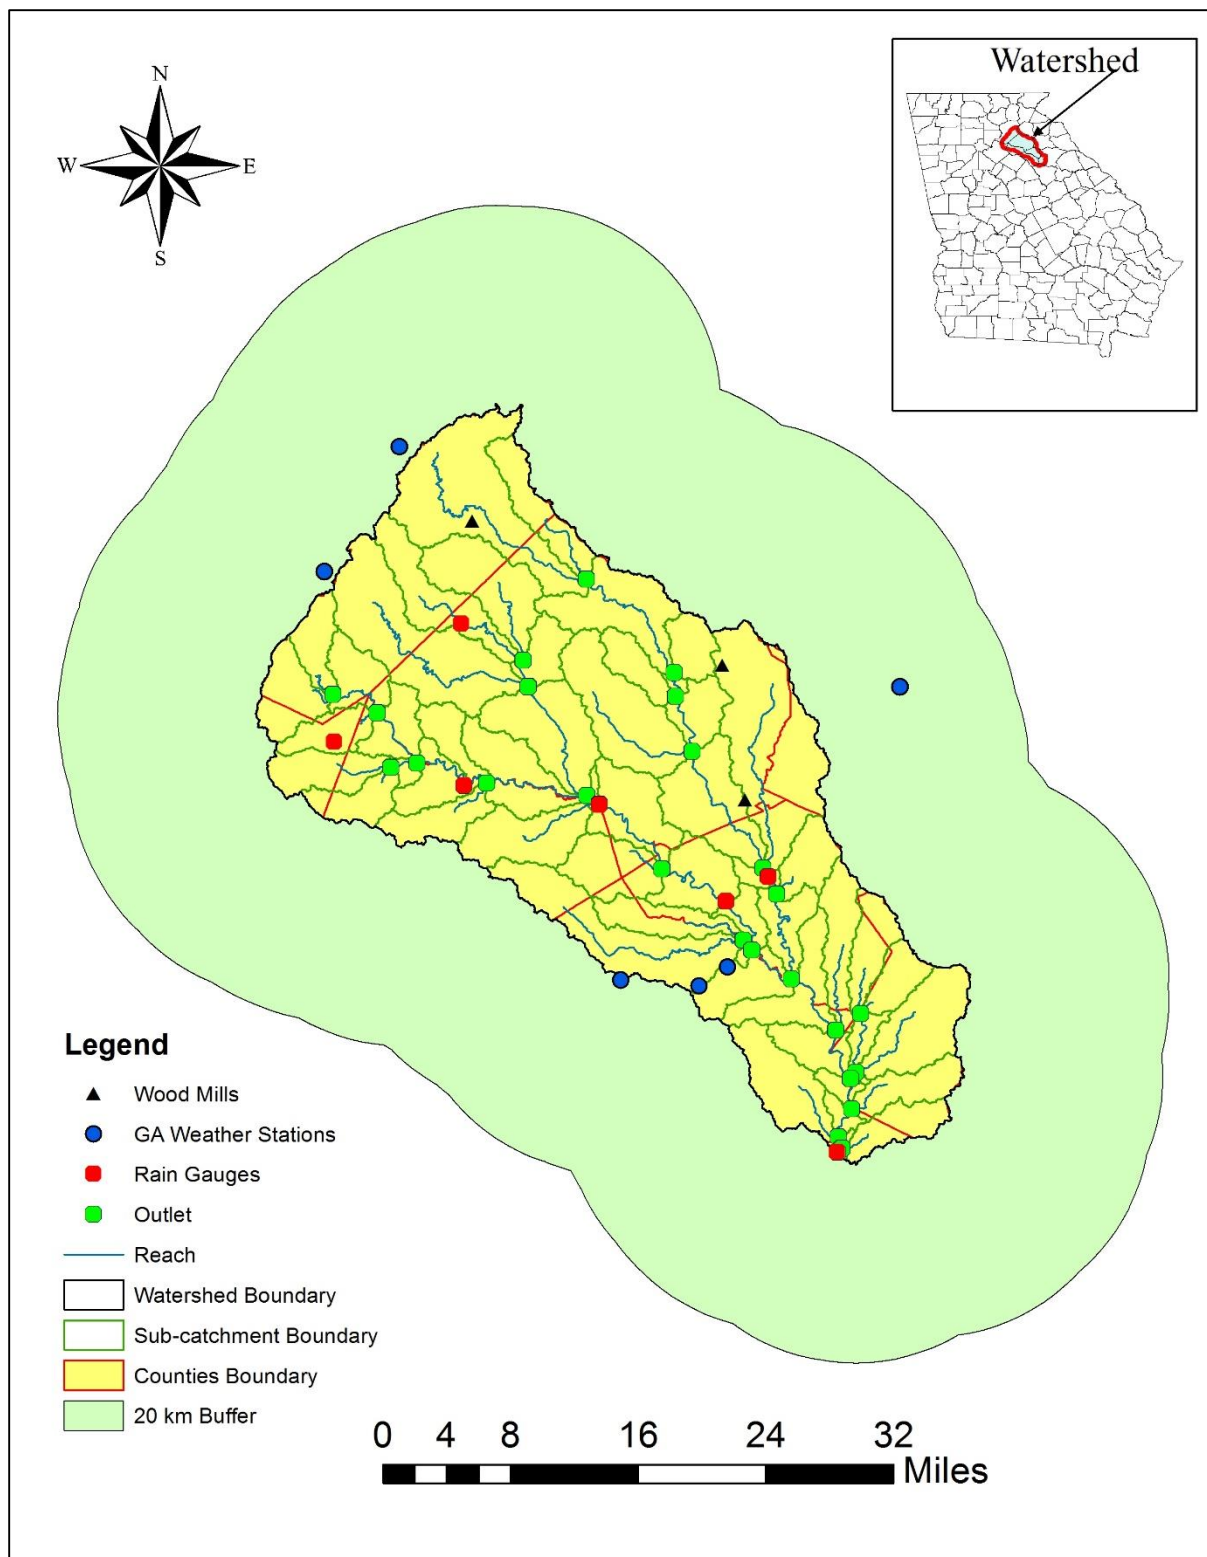 Watershed
N
W E
S
Legend
Wood Mills
GA Weather Stations
Rain Gauges
Outlet
Reach
Watershed Boundary
Sub-catchment Boundary
Counties Boundary
20 km Buffer
0 4 8 16 24 32
Miles